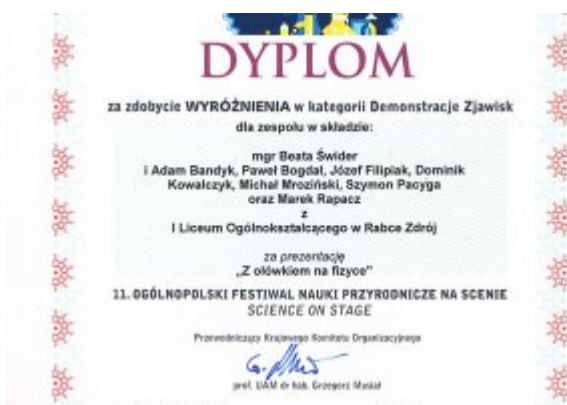 DYPLOM
za zdobycie WYRÓŻNIENIA w kategorii Demonstracje Zjawisk
dla zespołu w składzie:
mgr Beata Świder
i Adam Bandyk, Paweł Bogdał, Józef Filipiak, Dominik
Kowalczyk, Michał Mroziński, Szymon Pacyga
oraz Marek Rapacz
z
I Liceum Ogólnokształcącego w Rabce Zdrój
za prezentację
„Z ołówkiem na fizyce"
11. OGÓLNOPOLSKI FESTIWAL NAUKI PRZYRODNICZE NA SCENIE
SCIENCE ON STAGE
Przewodniczący Krajowego Komitetu Organizacyjnego
prof. UAM dr hab. Grzegorz Musiał